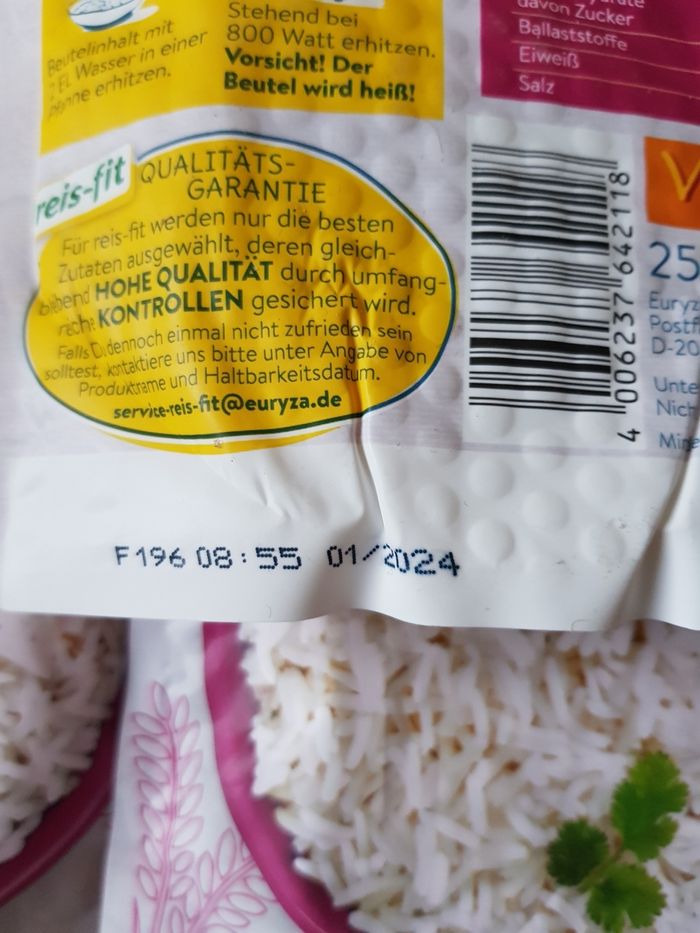 Beutelinhalt mit
2 EL Wasser in einer
Pfanne erhitzen.
Stehend bei
800 Watt erhitzen.
Vorsicht! Der
Beutel wird heiß!
davon Zucker
Ballaststoffe
Eiweiß
Salz
reis-fit
QUALITÄTS-
GARANTIE
Für reis-fit werden nur die besten
Zutaten ausgewählt, deren gleich-
bleibend HOHE QUALITÄT durch umfang-
reiche KONTROLLEN gesichert wird.
Falls Du dennoch einmal nicht zufrieden sein
solltest, kontaktiere uns bitte unter Angabe von
Produktname und Haltbarkeitsdatum.
service-reis-fit@euryza.de
4 006237 642118
V
25
Euryz
Postf
D-20
Unte
Nich
Mine
F196 08:55 01/2024